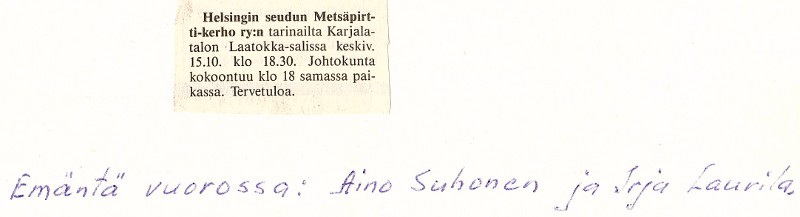 Helsingin seudun Metsäpirt-
ti-kerho ry:n tarinailta Karjala-
talon Laatokka-salissa keskiv.
15.10. klo 18.30. Johtokunta
kokoontuu klo 18 samassa pai-
kassa. Tervetuloa.
Emäntä vuorossa: Aino Suhonen ja Irja Laurila.